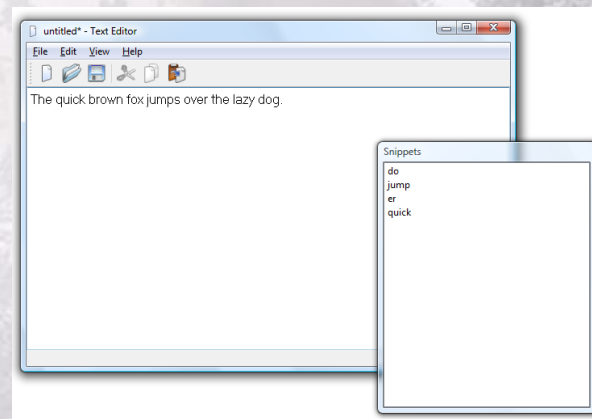 untitled* - Text Editor
File Edit View Help
The quick brown fox jumps over the lazy dog.
Snippets
do
jump
er
quick